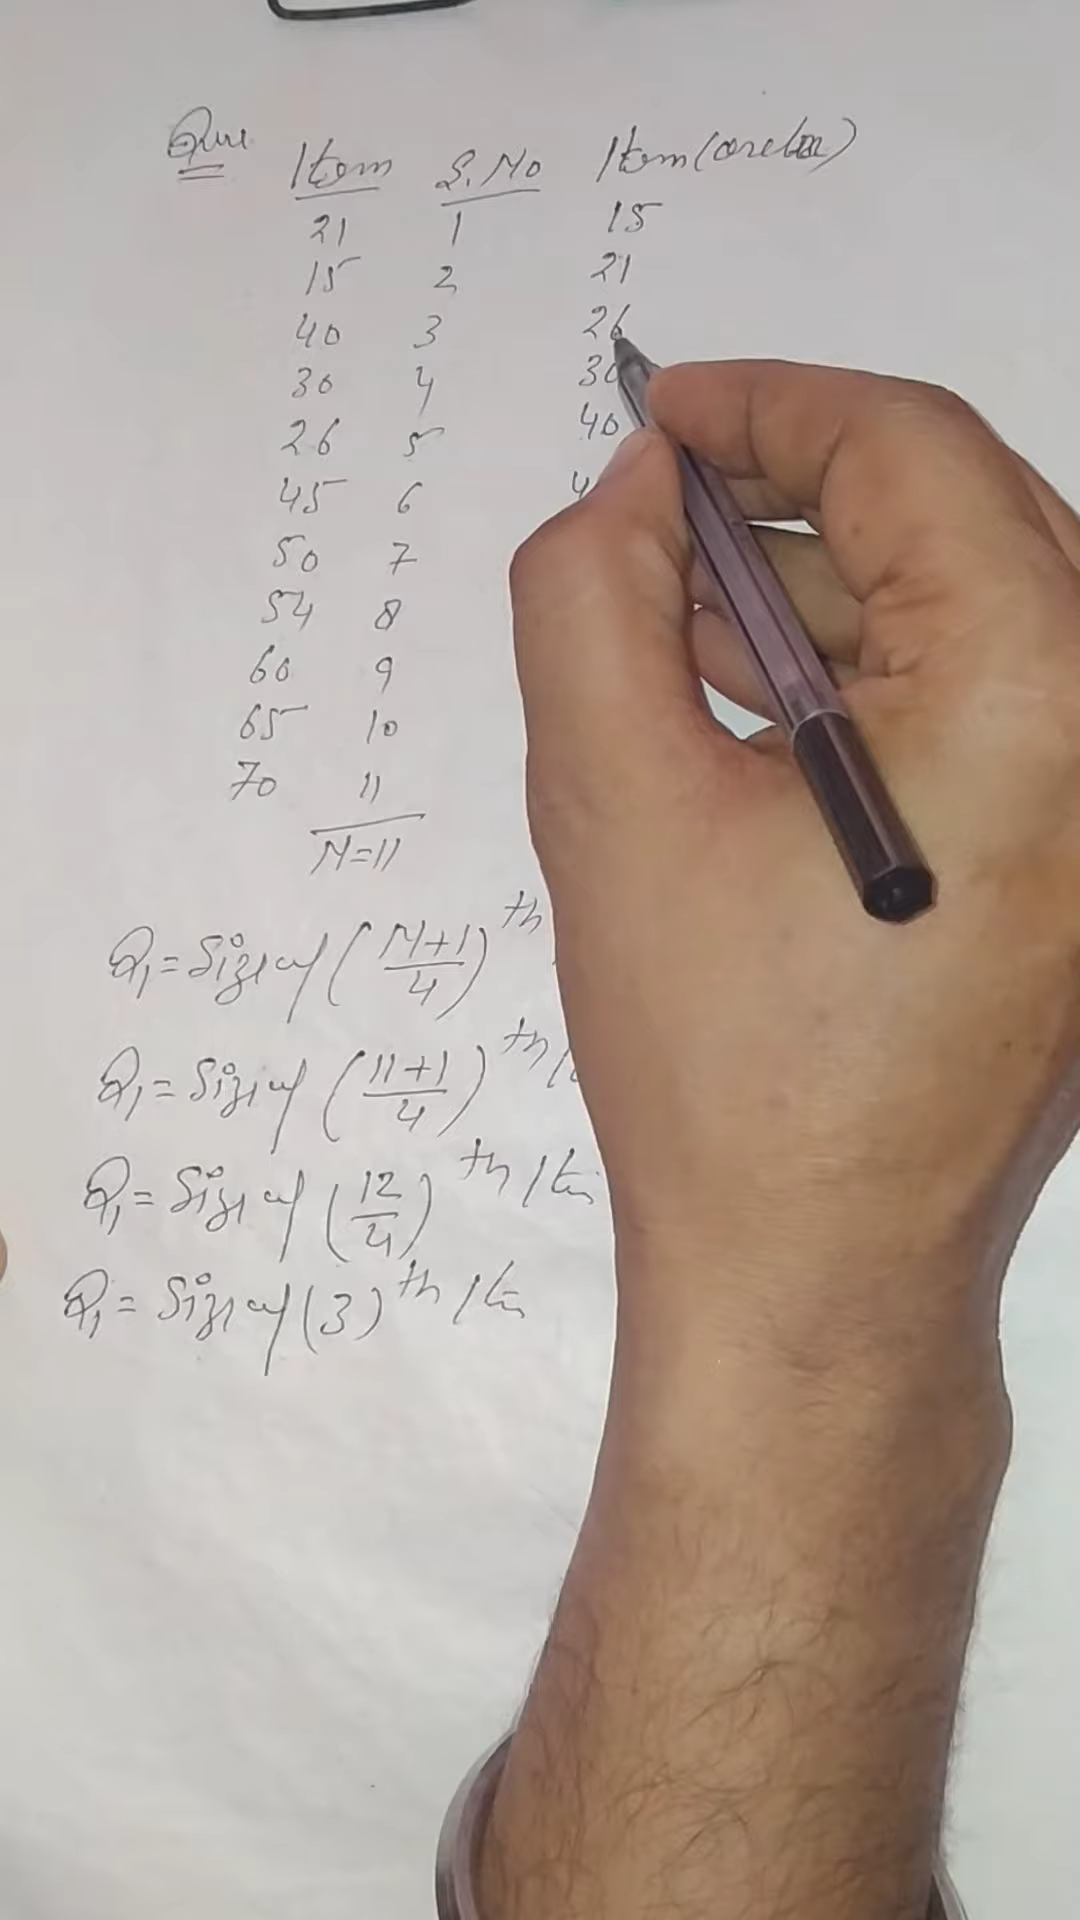 Que Item S.No Item (order)
21 1 15
15 2 21
40 3 26
30 4 30
26 5 40
45 6 4
50 7
54 8
60 9
65 10
70 11
N=11
Q₁ = Size of (N+1/4)th
Q₁ = Size of (11+1/4)th
Q₁ = Size of (12/4)th Item
Q₁ = Size of (3)th Item